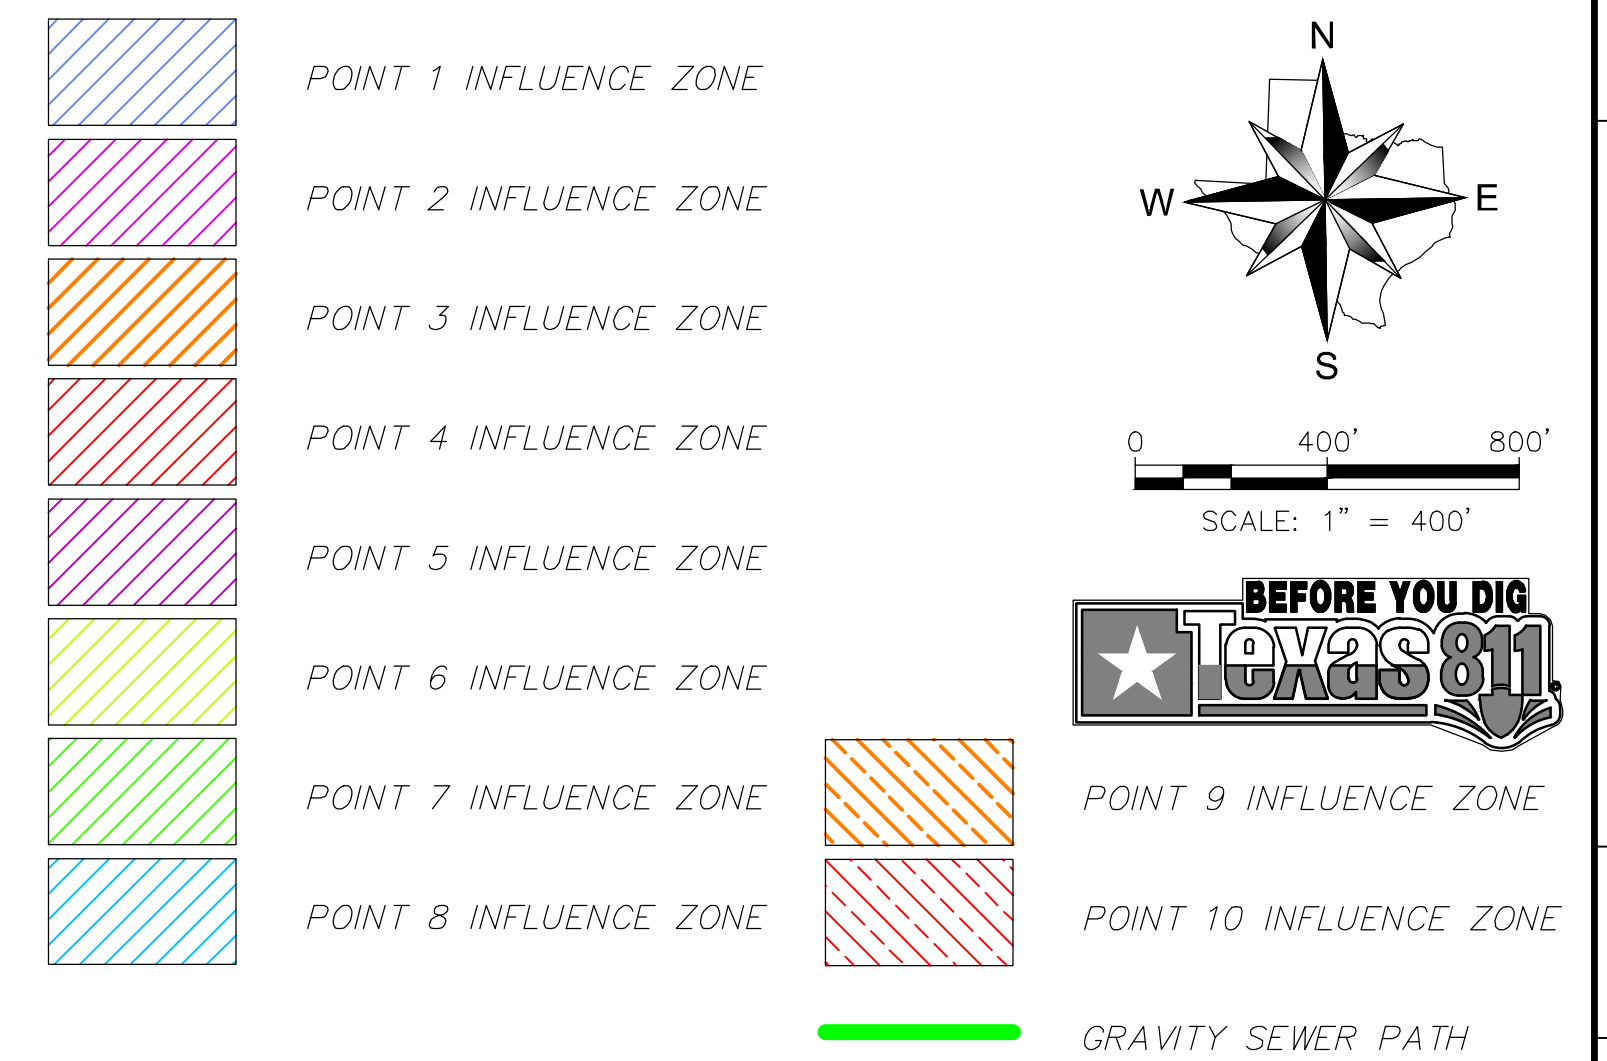 POINT 1 INFLUENCE ZONE
POINT 2 INFLUENCE ZONE
POINT 3 INFLUENCE ZONE
POINT 4 INFLUENCE ZONE
POINT 5 INFLUENCE ZONE
POINT 6 INFLUENCE ZONE
POINT 7 INFLUENCE ZONE
POINT 8 INFLUENCE ZONE
N
W E
S
0 400' 800'
SCALE: 1" = 400'
BEFORE YOU DIG
Texas 811
POINT 9 INFLUENCE ZONE
POINT 10 INFLUENCE ZONE
GRAVITY SEWER PATH